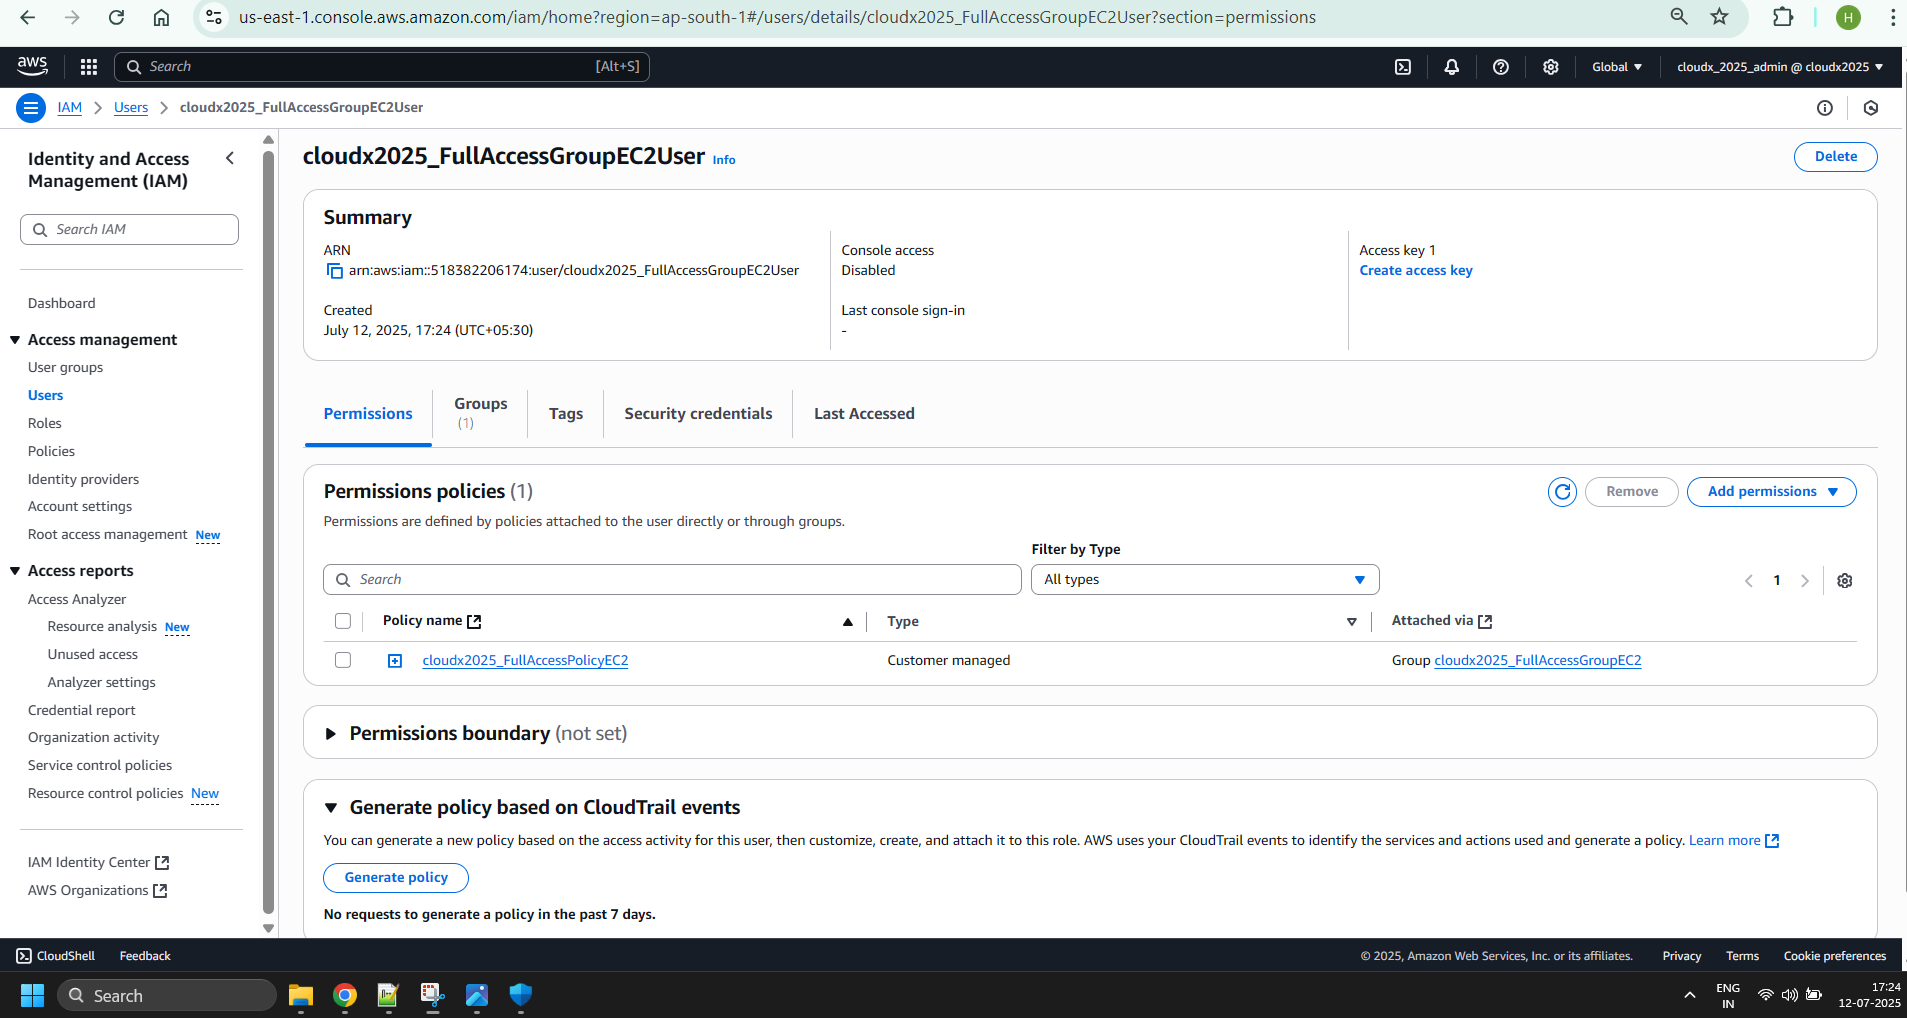 us-east-1.console.aws.amazon.com/iam/home?region=ap-south-1#/users/details/cloudx2025_FullAccessGroupEC2User?section=permissions
H
aws
Search [Alt+S]
Global
cloudx_2025_admin @ cloudx2025
IAM
Users
cloudx2025_FullAccessGroupEC2User
Identity and Access
Management (IAM)
Search IAM
Dashboard
Access management
User groups
Users
Roles
Policies
Identity providers
Account settings
Root access management New
Access reports
Access Analyzer
Resource analysis New
Unused access
Analyzer settings
Credential report
Organization activity
Service control policies
Resource control policies New
IAM Identity Center
AWS Organizations
cloudx2025_FullAccessGroupEC2User Info
Delete
Summary
ARN
arn:aws:iam::518382206174:user/cloudx2025_FullAccessGroupEC2User
Created
July 12, 2025, 17:24 (UTC+05:30)
Console access
Disabled
Last console sign-in
-
Access key 1
Create access key
Permissions
Groups
(1)
Tags
Security credentials
Last Accessed
Permissions policies (1)
Remove
Add permissions
Permissions are defined by policies attached to the user directly or through groups.
Filter by Type
Search
All types
1
Policy name
Type
Attached via
cloudx2025_FullAccessPolicyEC2
Customer managed
Group cloudx2025_FullAccessGroupEC2
Permissions boundary (not set)
Generate policy based on CloudTrail events
You can generate a new policy based on the access activity for this user, then customize, create, and attach it to this role. AWS uses your CloudTrail events to identify the services and actions used and generate a policy. Learn more
Generate policy
No requests to generate a policy in the past 7 days.
CloudShell
Feedback
© 2025, Amazon Web Services, Inc. or its affiliates.
Privacy
Terms
Cookie preferences
Search
ENG
IN
17:24
12-07-2025